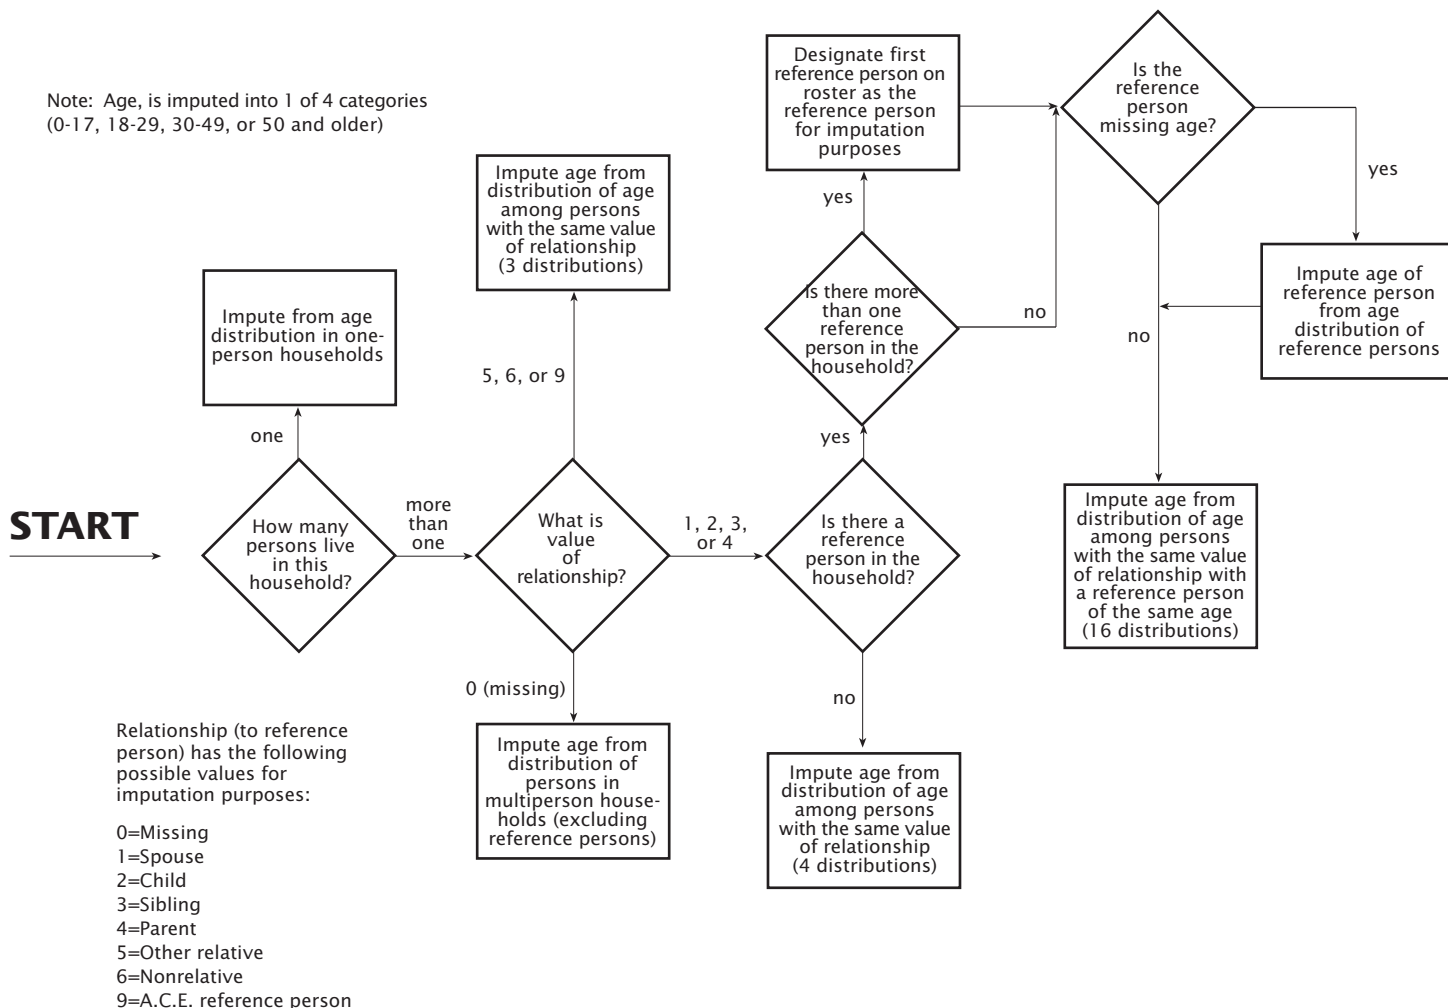 Note: Age, is imputed into 1 of 4 categories
(0-17, 18-29, 30-49, or 50 and older)
START
How many
persons live
in this
household?
one
Impute from age
distribution in one-
person households
more
than
one
What is
value
of
relationship?
5, 6, or 9
Impute age from
distribution of age
among persons
with the same value
of relationship
(3 distributions)
0 (missing)
Impute age from
distribution of
persons in
multiperson house-
holds (excluding
reference persons)
1, 2, 3,
or 4
Is there a
reference
person in the
household?
no
Impute age from
distribution of age
among persons
with the same value
of relationship
(4 distributions)
yes
Is there more
than one
reference
person in the
household?
yes
Designate first
reference person on
roster as the
reference person
for imputation
purposes
no
Is the
reference
person
missing age?
yes
Impute age of
reference person
from age
distribution of
reference persons
no
Impute age from
distribution of age
among persons
with the same value
of relationship with
a reference person
of the same age
(16 distributions)
Relationship (to reference
person) has the following
possible values for
imputation purposes:
0=Missing
1=Spouse
2=Child
3=Sibling
4=Parent
5=Other relative
6=Nonrelative
9=A.C.E. reference person